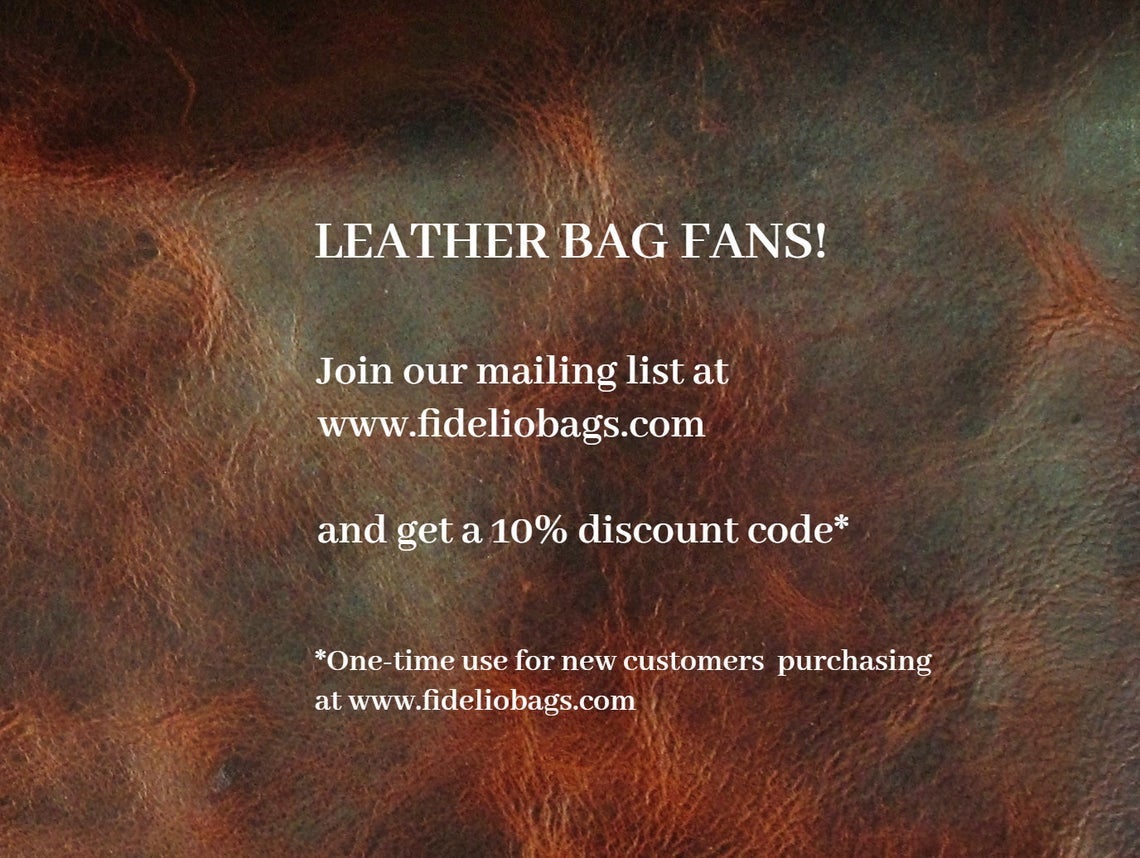 LEATHER BAG FANS!
Join our mailing list at
www.fideliobags.com
and get a 10% discount code*
*One-time use for new customers  purchasing
at www.fideliobags.com